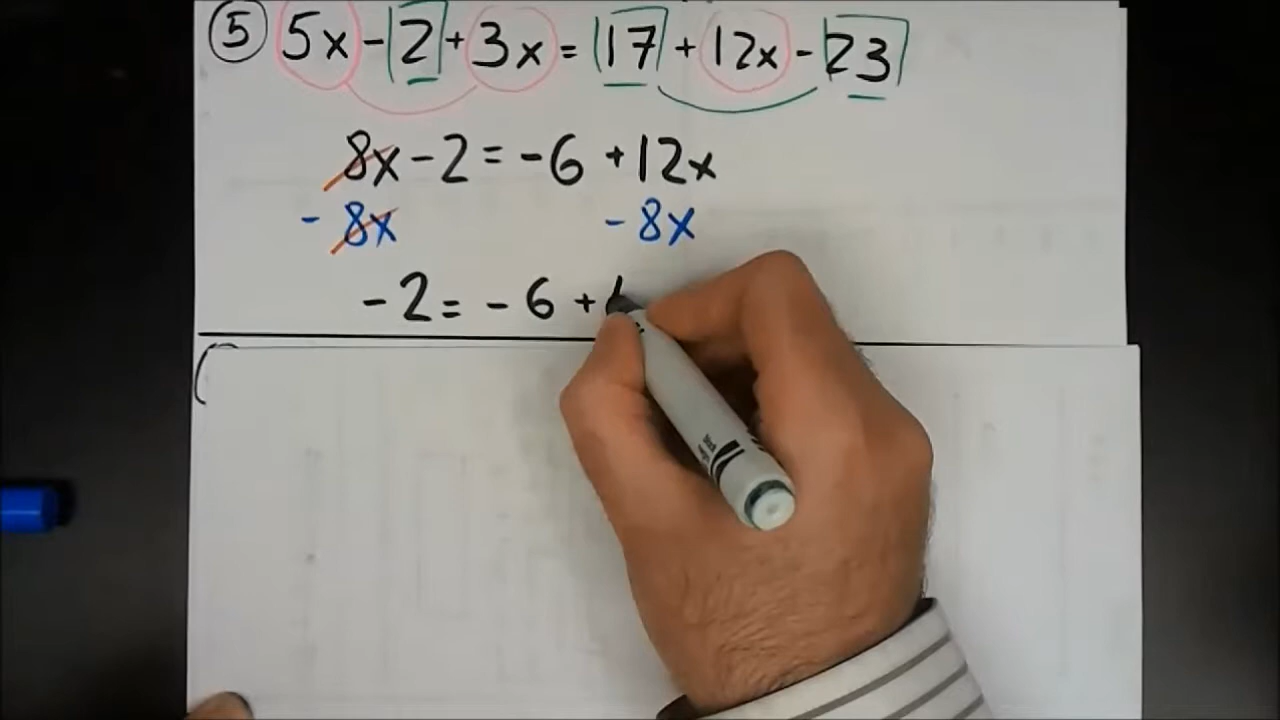 5 5x - 2 + 3x = 17 + 12x - 23
8x - 2 = -6 + 12x
- 8x - 8x
- 2 = - 6 +